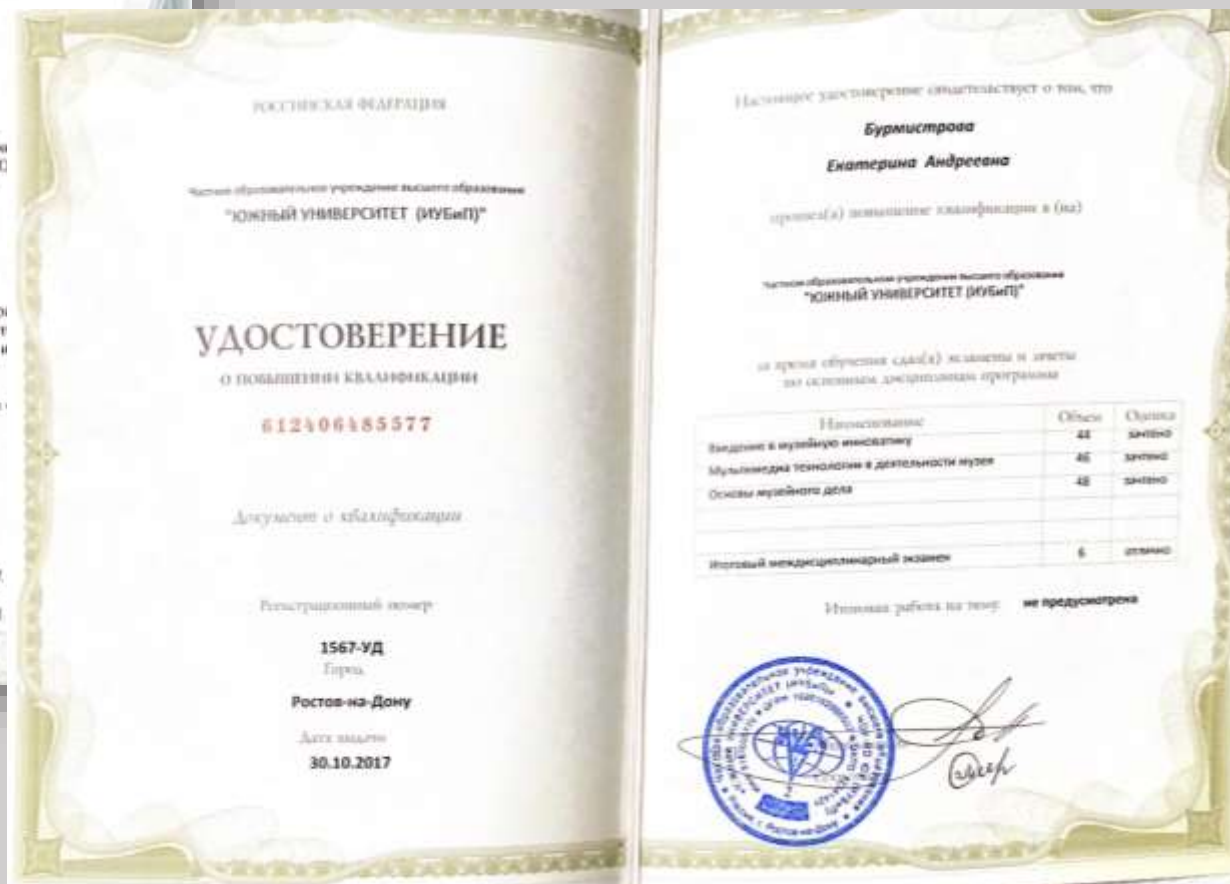 РОССИЙСКАЯ ФЕДЕРАЦИЯ
Частное образовательное учреждение высшего образования
"ЮЖНЫЙ УНИВЕРСИТЕТ (ИУБиП)"
УДОСТОВЕРЕНИЕ
О ПОВЫШЕНИИ КВАЛИФИКАЦИИ
612406485577
Документ о квалификации
Регистрационный номер
1567-УД
Город
Ростов-на-Дону
Дата выдачи
30.10.2017
Настоящее удостоверение свидетельствует о том, что
Бурмистрова
Екатерина Андреевна
прошел(а) повышение квалификации в (на)
Частном образовательном учреждении высшего образования
"ЮЖНЫЙ УНИВЕРСИТЕТ (ИУБиП)"
за время обучения сдал(а) экзамены и зачеты
по основным дисциплинам программы
Наименование Объем Оценка
Введение в музейную инноватику 44 зачтено
Мультимедиа технологии в деятельности музея 46 зачтено
Основы музейного дела 48 зачтено
Итоговый междисциплинарный экзамен 6 отлично
Итоговая работа на тему: не предусмотрена